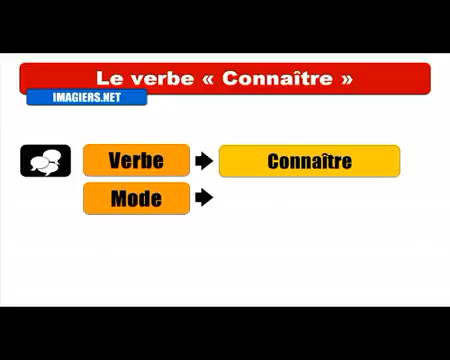 Le verbe « Connaître »
IMAGIERS.NET
Verbe
Connaître
Mode